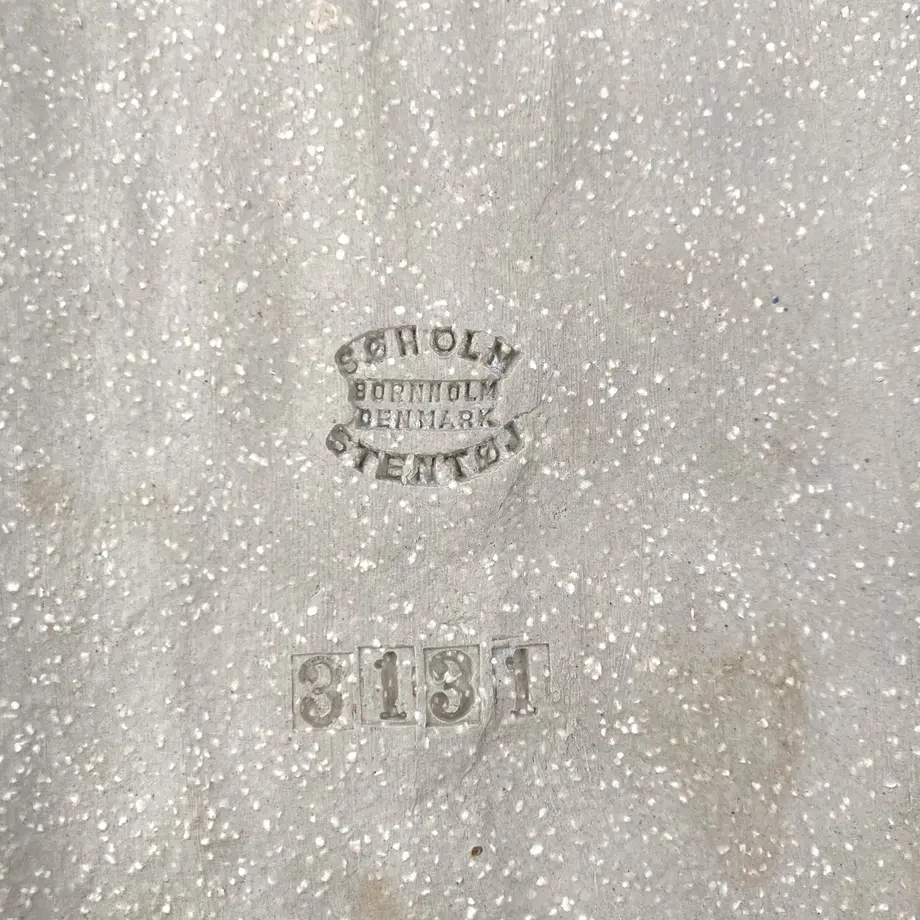 SØHOLM
BORNHOLM
DENMARK
STENTØJ
3131